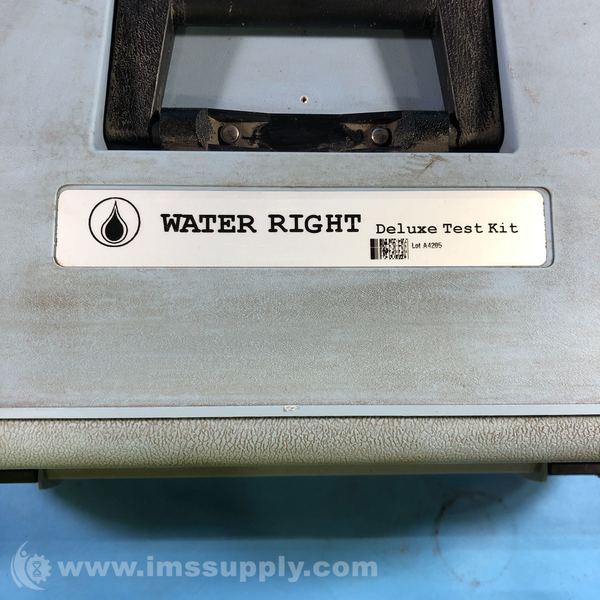 WATER RIGHT Deluxe Test Kit
Lot A4205
www.imssupply.com